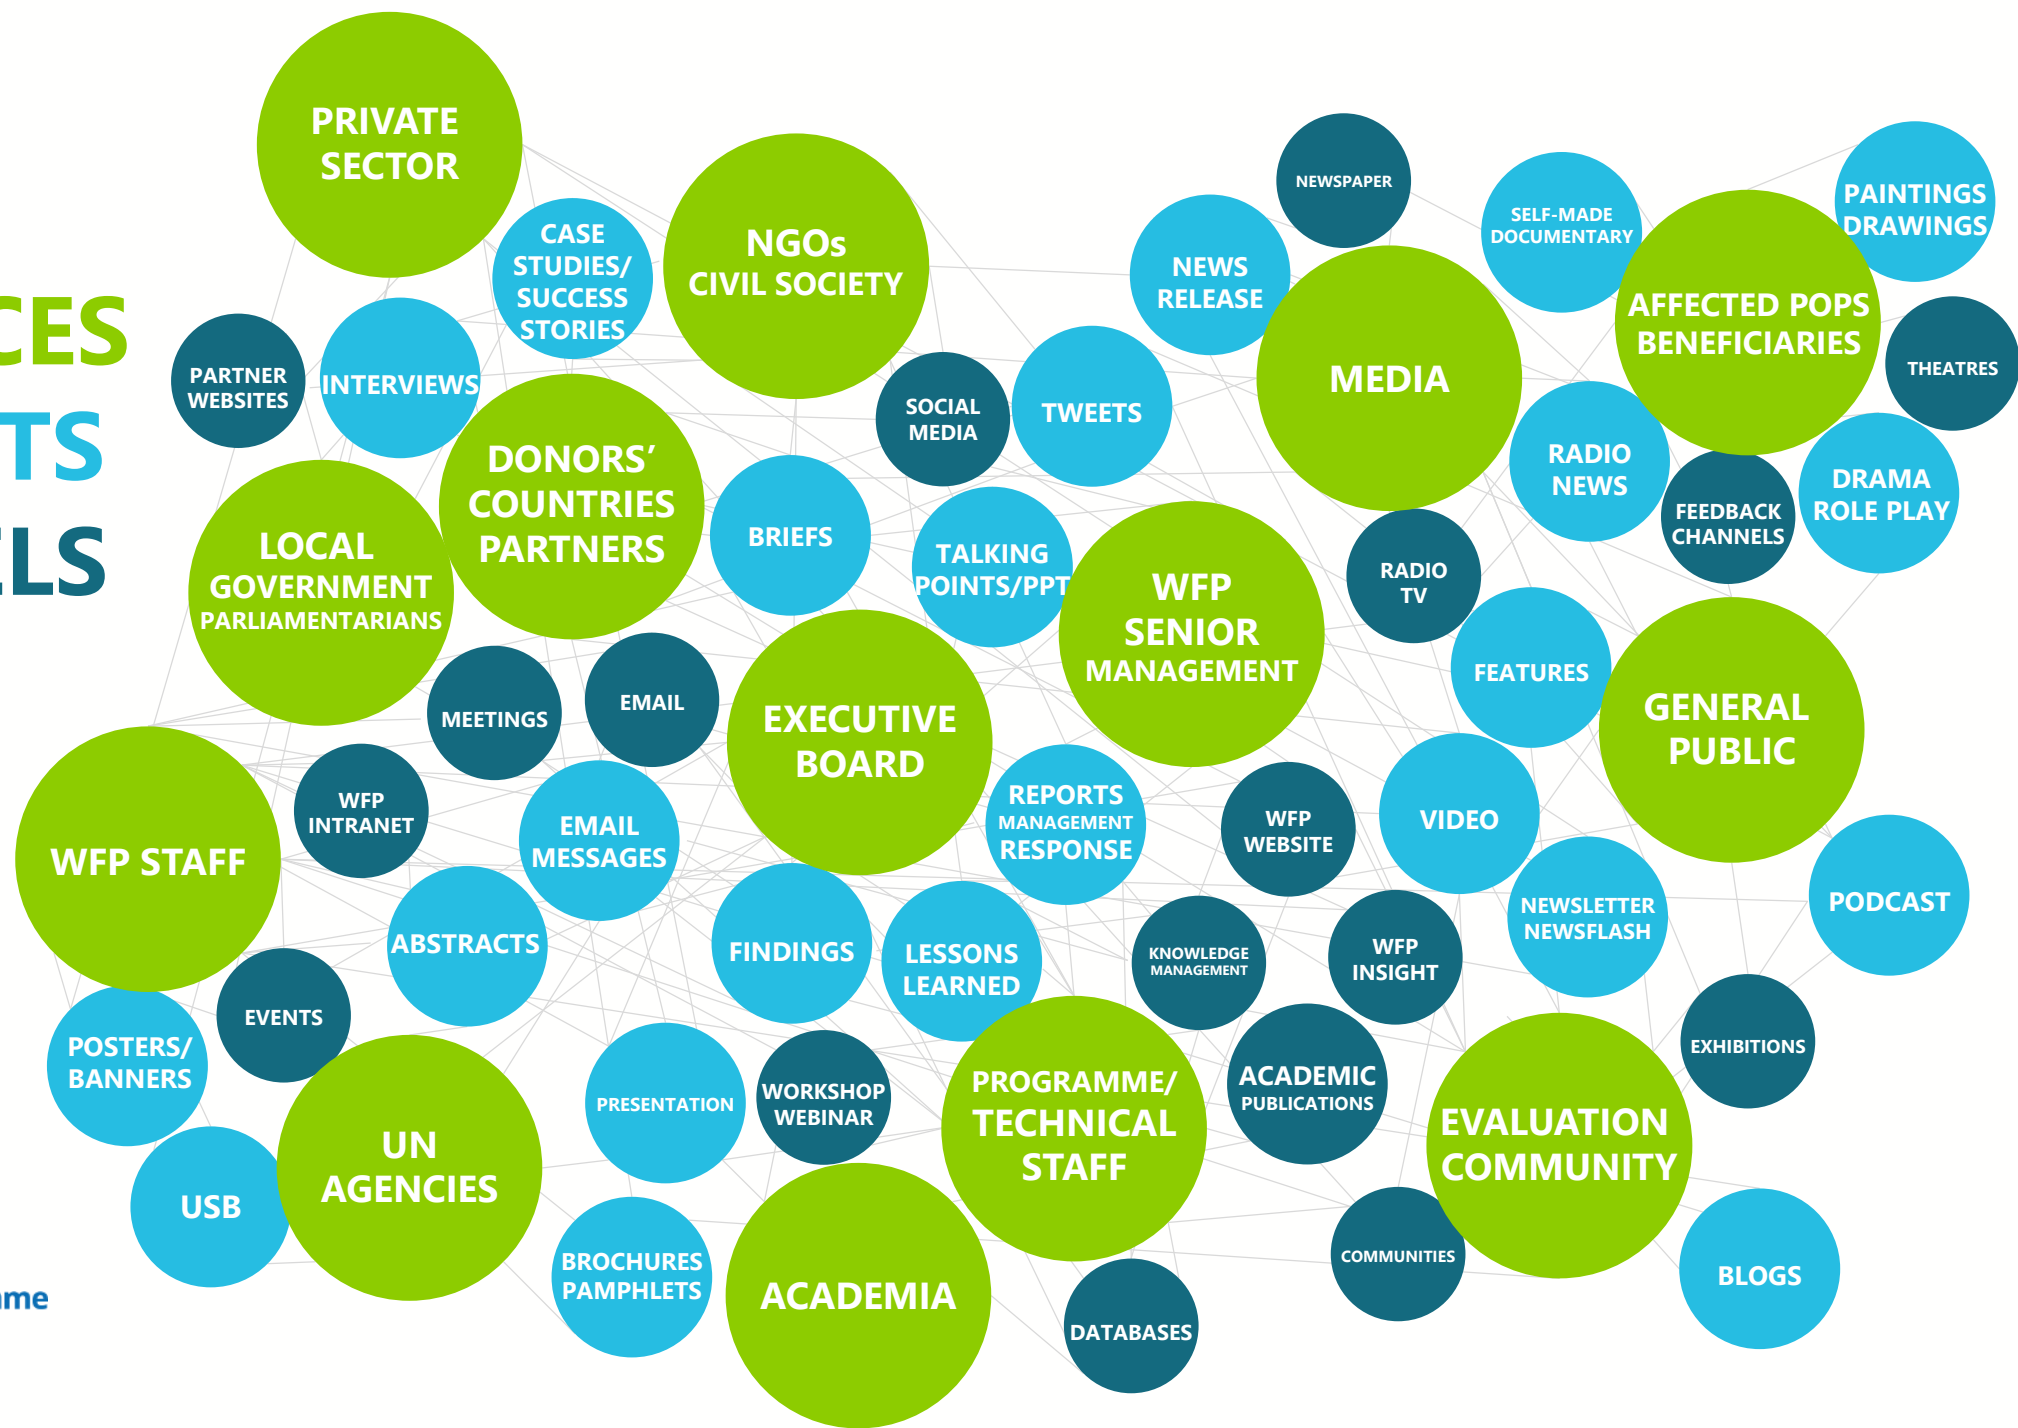 CES
TS
ELS
PRIVATE
SECTOR
CASE
STUDIES/
SUCCESS
STORIES
NGOs
CIVIL SOCIETY
NEWS
RELEASE
NEWSPAPER
SELF-MADE
DOCUMENTARY
PAINTINGS
DRAWINGS
AFFECTED POPS
BENEFICIARIES
MEDIA
THEATRES
PARTNER
WEBSITES
INTERVIEWS
SOCIAL
MEDIA
TWEETS
RADIO
NEWS
FEEDBACK
CHANNELS
DRAMA
ROLE PLAY
DONORS’
COUNTRIES
PARTNERS
LOCAL
GOVERNMENT
PARLIAMENTARIANS
BRIEFS
TALKING
POINTS/PPT
WFP
SENIOR
MANAGEMENT
RADIO
TV
FEATURES
GENERAL
PUBLIC
MEETINGS
EMAIL
EXECUTIVE
BOARD
WFP STAFF
WFP
INTRANET
EMAIL
MESSAGES
REPORTS
MANAGEMENT
RESPONSE
WFP
WEBSITE
VIDEO
NEWSLETTER
NEWSFLASH
PODCAST
ABSTRACTS
FINDINGS
LESSONS
LEARNED
KNOWLEDGE
MANAGEMENT
WFP
INSIGHT
EVENTS
POSTERS/
BANNERS
EXHIBITIONS
PRESENTATION
WORKSHOP
WEBINAR
PROGRAMME/
TECHNICAL
STAFF
ACADEMIC
PUBLICATIONS
EVALUATION
COMMUNITY
UN
AGENCIES
USB
BROCHURES
PAMPHLETS
ACADEMIA
DATABASES
COMMUNITIES
BLOGS
me